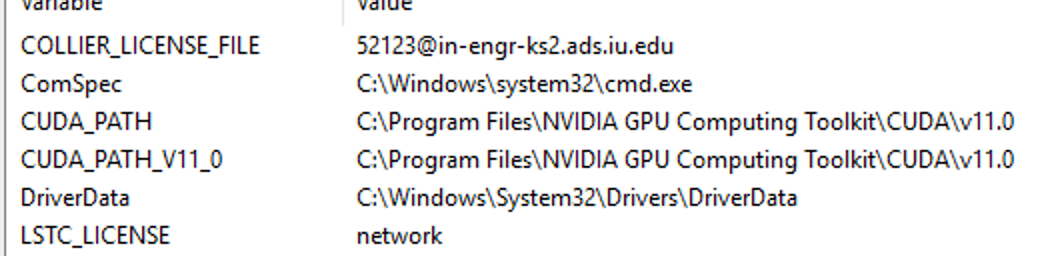 Variable Value
COLLIER_LICENSE_FILE 52123@in-engr-ks2.ads.iu.edu
ComSpec C:\Windows\system32\cmd.exe
CUDA_PATH C:\Program Files\NVIDIA GPU Computing Toolkit\CUDA\v11.0
CUDA_PATH_V11_0 C:\Program Files\NVIDIA GPU Computing Toolkit\CUDA\v11.0
DriverData C:\Windows\System32\Drivers\DriverData
LSTC_LICENSE network